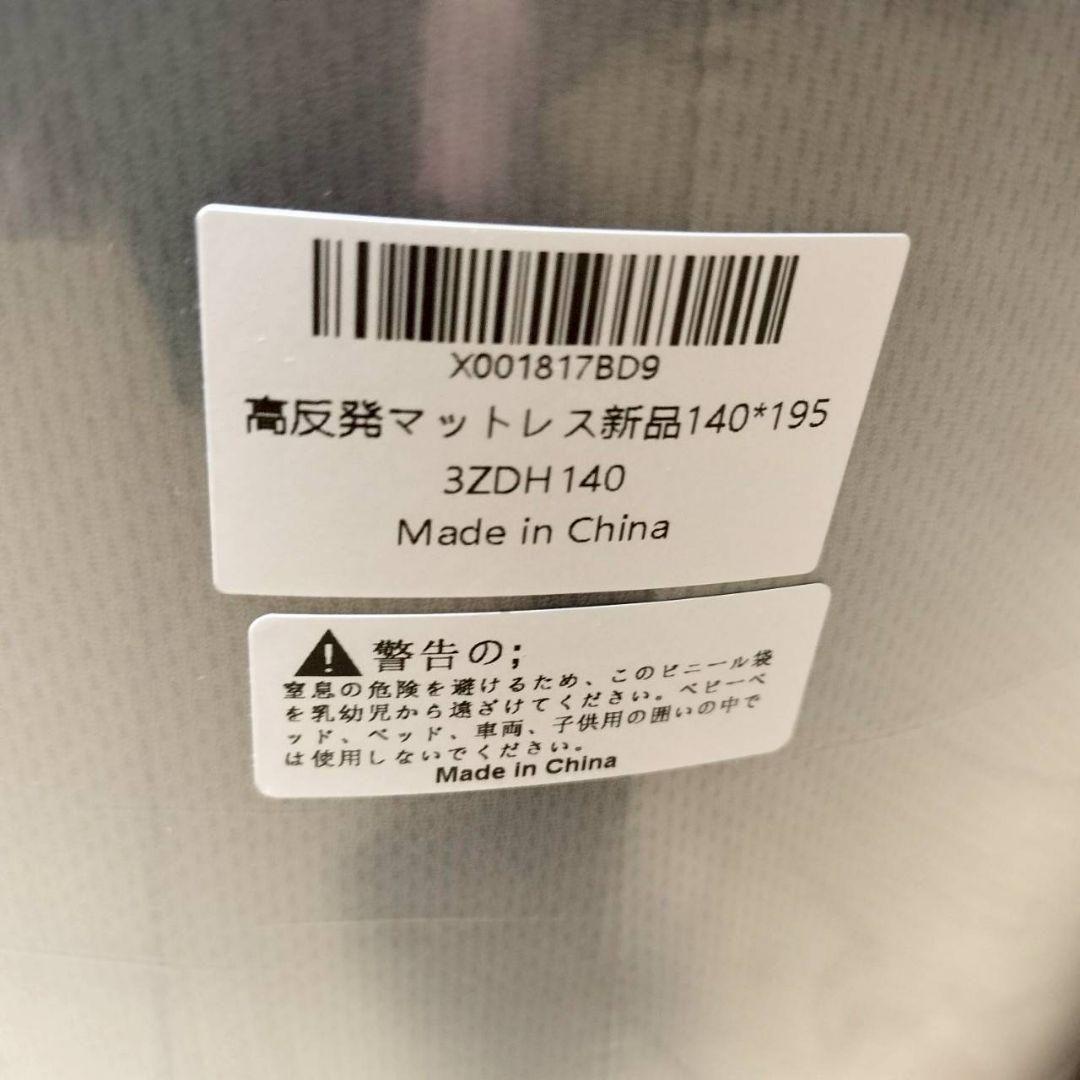 X001817BD9
高反発マットレス新品140*195
3ZDH140
Made in China
警告の;
窒息の危険を避けるため、このビニール袋
を乳幼児から遠ざけてください。ベビーベ
ッド、ベッド、車両、子供用の囲いの中で
は使用しないでください。
Made in China